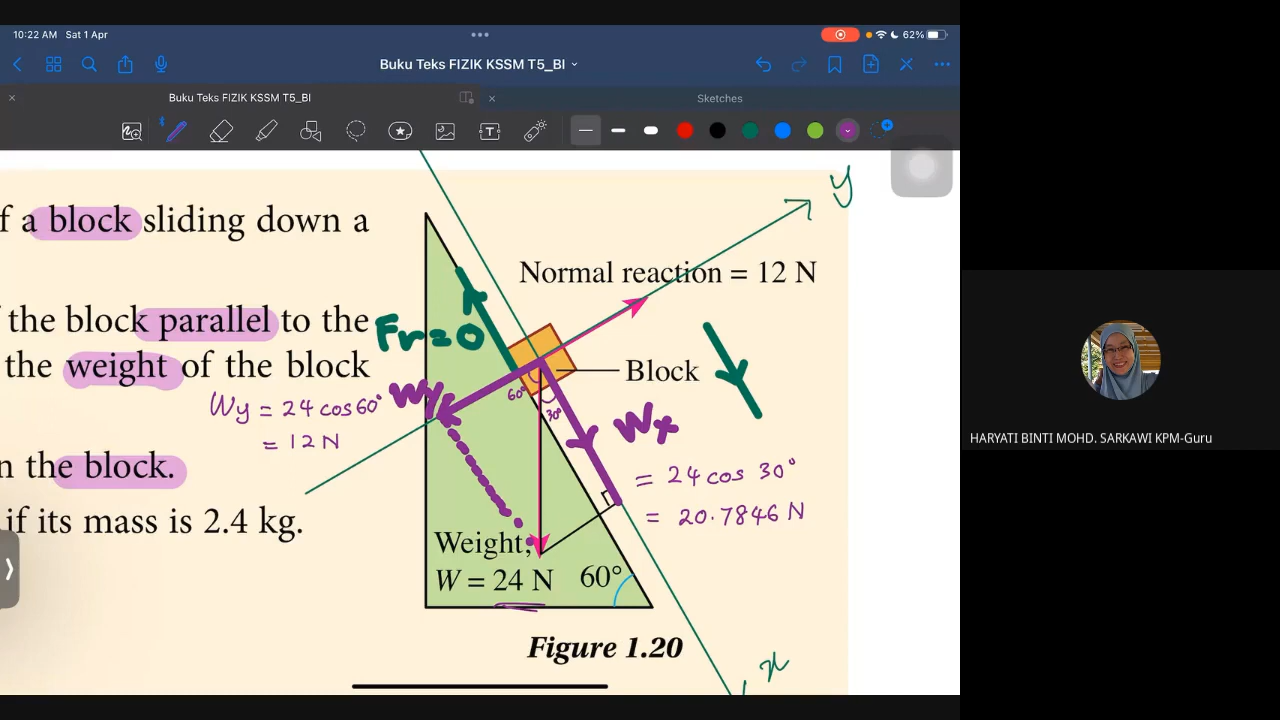 10:22 AM Sat 1 Apr
62%
Buku Teks FIZIK KSSM T5_BI
Buku Teks FIZIK KSSM T5_BI
Sketches
y
f a block sliding down a
Normal reaction = 12 N
the block parallel to the
Fr=0
the weight of the block
Block
Wy = 24 cos 60°
Wy
60°
30°
Wx
= 12 N
n the block.
= 24 cos 30°
= 20.7846 N
if its mass is 2.4 kg.
Weight,
W = 24 N
60°
Figure 1.20
x
HARYATI BINTI MOHD. SARKAWI KPM-Guru